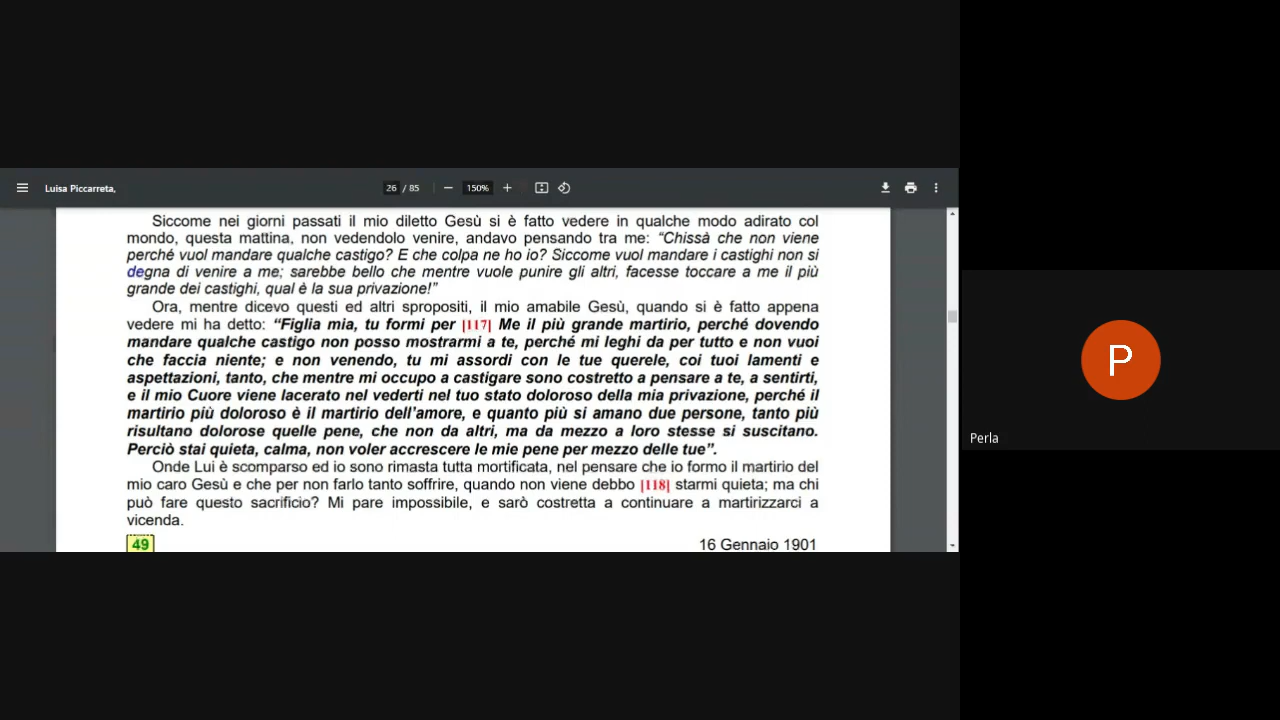 Luisa Piccarreta,
26 / 85
150%
Siccome nei giorni passati il mio diletto Gesù si è fatto vedere in qualche modo adirato col
mondo, questa mattina, non vedendolo venire, andavo pensando tra me: “Chissà che non viene
perché vuol mandare qualche castigo? E che colpa ne ho io? Siccome vuol mandare i castighi non si
degna di venire a me; sarebbe bello che mentre vuole punire gli altri, facesse toccare a me il più
grande dei castighi, qual è la sua privazione!”
Ora, mentre dicevo questi ed altri spropositi, il mio amabile Gesù, quando si è fatto appena
vedere mi ha detto: “Figlia mia, tu formi per [117] Me il più grande martirio, perché dovendo
mandare qualche castigo non posso mostrarmi a te, perché mi leghi da per tutto e non vuoi
che faccia niente; e non venendo, tu mi assordi con le tue querele, coi tuoi lamenti e
aspettazioni, tanto, che mentre mi occupo a castigare sono costretto a pensare a te, a sentirti,
e il mio Cuore viene lacerato nel vederti nel tuo stato doloroso della mia privazione, perché il
martirio più doloroso è il martirio dell’amore, e quanto più si amano due persone, tanto più
risultano dolorose quelle pene, che non da altri, ma da mezzo a loro stesse si suscitano.
Perciò stai quieta, calma, non voler accrescere le mie pene per mezzo delle tue”.
Onde Lui è scomparso ed io sono rimasta tutta mortificata, nel pensare che io formo il martirio del
mio caro Gesù e che per non farlo tanto soffrire, quando non viene debbo [118] starmi quieta; ma chi
può fare questo sacrificio? Mi pare impossibile, e sarò costretta a continuare a martirizzarci a
vicenda.
49 16 Gennaio 1901
P
Perla